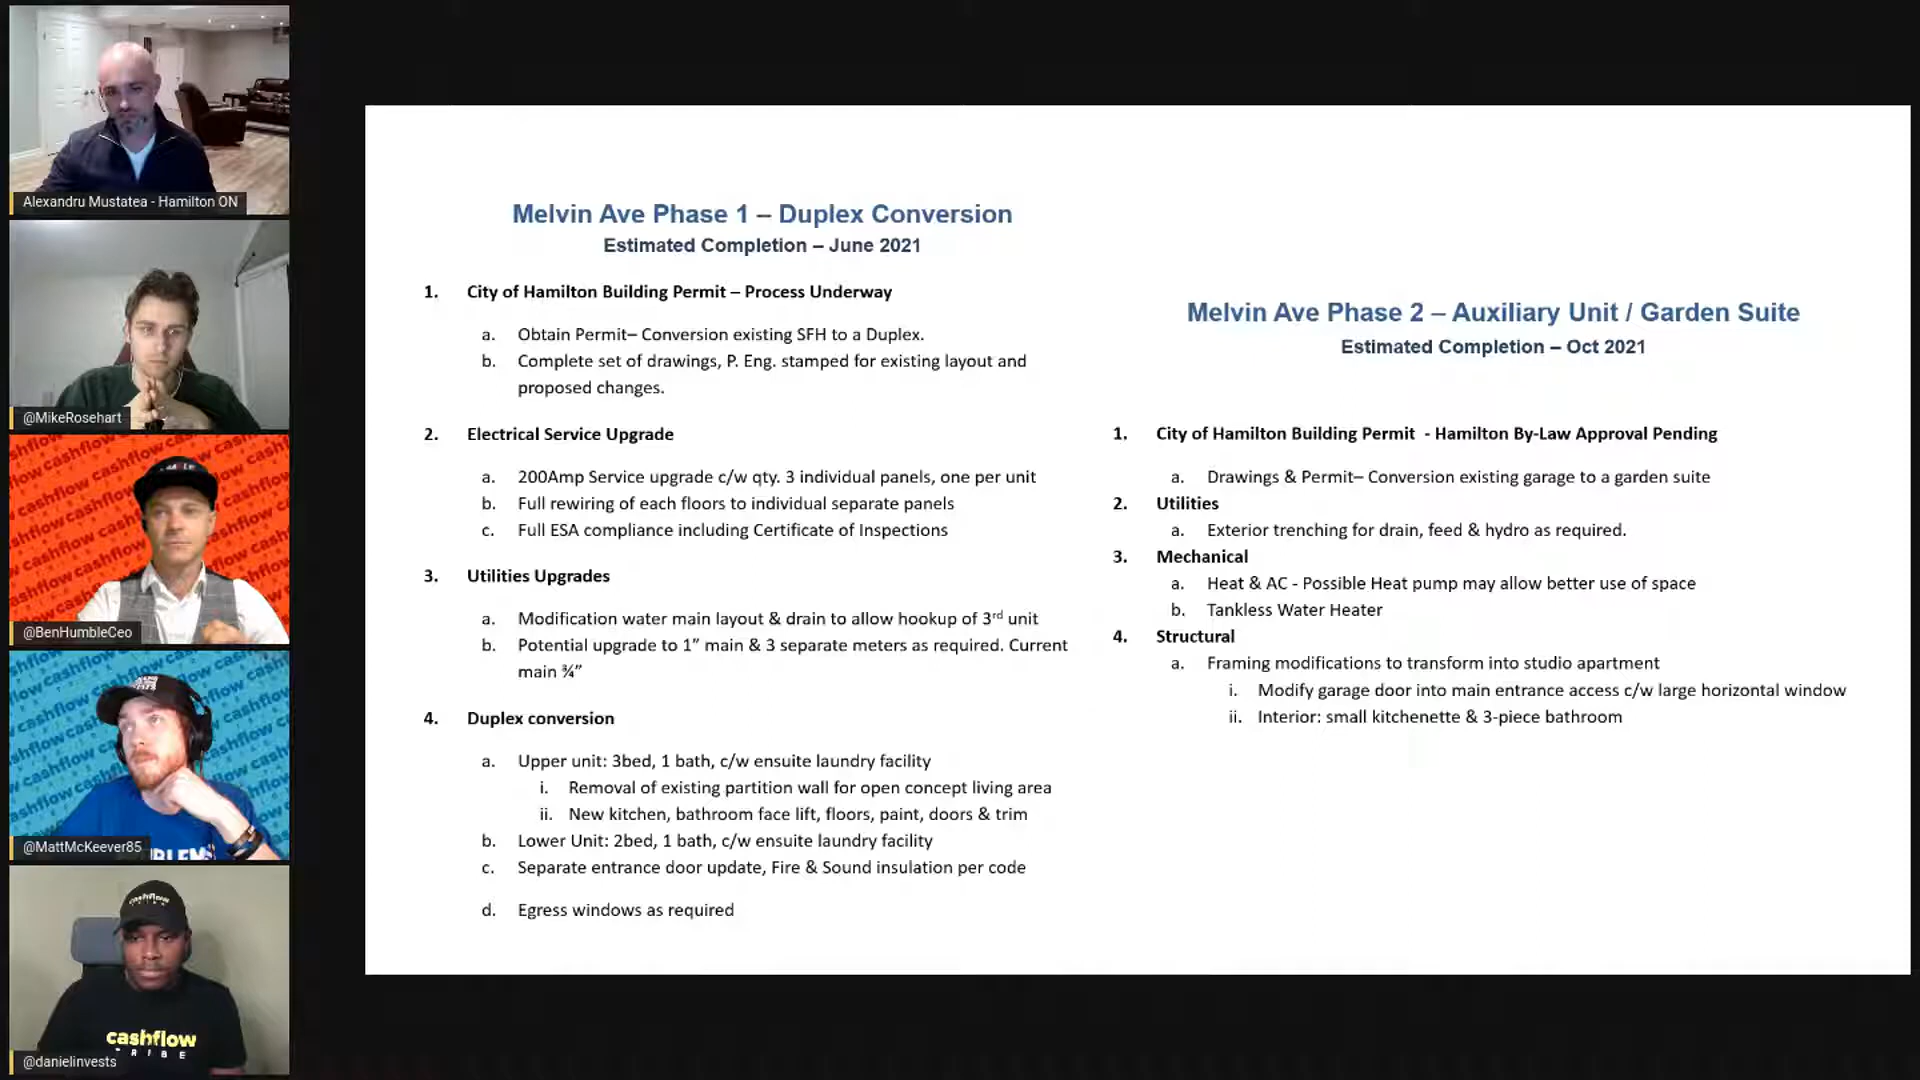 Alexandru Mustatea - Hamilton ON
@MikeRosehart
@BenHumbleCeo
@MattMcKeever85
@danielinvests
cashflow
TRIBE
Melvin Ave Phase 1 – Duplex Conversion
Estimated Completion – June 2021
1. City of Hamilton Building Permit – Process Underway
a. Obtain Permit– Conversion existing SFH to a Duplex.
b. Complete set of drawings, P. Eng. stamped for existing layout and
proposed changes.
2. Electrical Service Upgrade
a. 200Amp Service upgrade c/w qty. 3 individual panels, one per unit
b. Full rewiring of each floors to individual separate panels
c. Full ESA compliance including Certificate of Inspections
3. Utilities Upgrades
a. Modification water main layout & drain to allow hookup of 3rd unit
b. Potential upgrade to 1” main & 3 separate meters as required. Current
main ¾”
4. Duplex conversion
a. Upper unit: 3bed, 1 bath, c/w ensuite laundry facility
i. Removal of existing partition wall for open concept living area
ii. New kitchen, bathroom face lift, floors, paint, doors & trim
b. Lower Unit: 2bed, 1 bath, c/w ensuite laundry facility
c. Separate entrance door update, Fire & Sound insulation per code
d. Egress windows as required
Melvin Ave Phase 2 – Auxiliary Unit / Garden Suite
Estimated Completion – Oct 2021
1. City of Hamilton Building Permit - Hamilton By-Law Approval Pending
a. Drawings & Permit– Conversion existing garage to a garden suite
2. Utilities
a. Exterior trenching for drain, feed & hydro as required.
3. Mechanical
a. Heat & AC - Possible Heat pump may allow better use of space
b. Tankless Water Heater
4. Structural
a. Framing modifications to transform into studio apartment
i. Modify garage door into main entrance access c/w large horizontal window
ii. Interior: small kitchenette & 3-piece bathroom